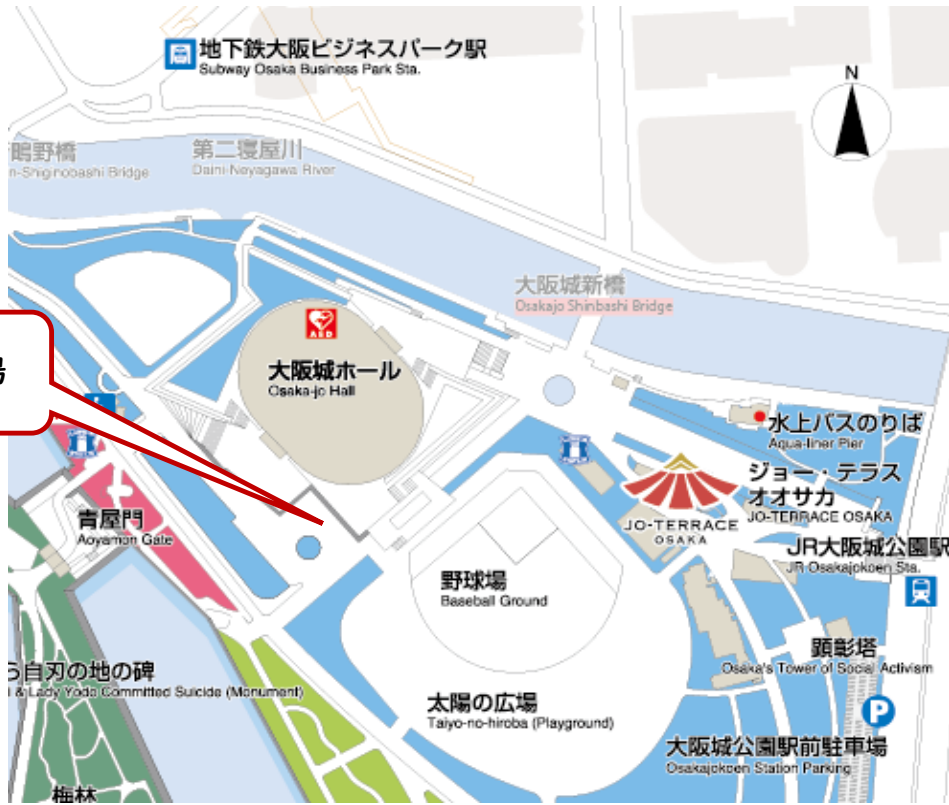 地下鉄大阪ビジネスパーク駅
Subway Osaka Business Park Sta.
N
鴫野橋
n-Shiginobashi Bridge
第二寝屋川
Daini-Neyagawa River
大阪城新橋
Osakajo Shinbashi Bridge
AED
大阪城ホール
Osaka-jo Hall
場
水上バスのりば
Aqua-liner Pier
ジョー・テラス
オオサカ
JO-TERRACE OSAKA
JO-TERRACE
OSAKA
青屋門
Aoyamon Gate
JR大阪城公園駅
JR Osakajokoen Sta.
野球場
Baseball Ground
顕彰塔
Osaka's Tower of Social Activism
ら自刃の地の碑
i & Lady Yodo Committed Suicide (Monument)
太陽の広場
Taiyo-no-hiroba (Playground)
P
大阪城公園駅前駐車場
Osakajokoen Station Parking
梅林